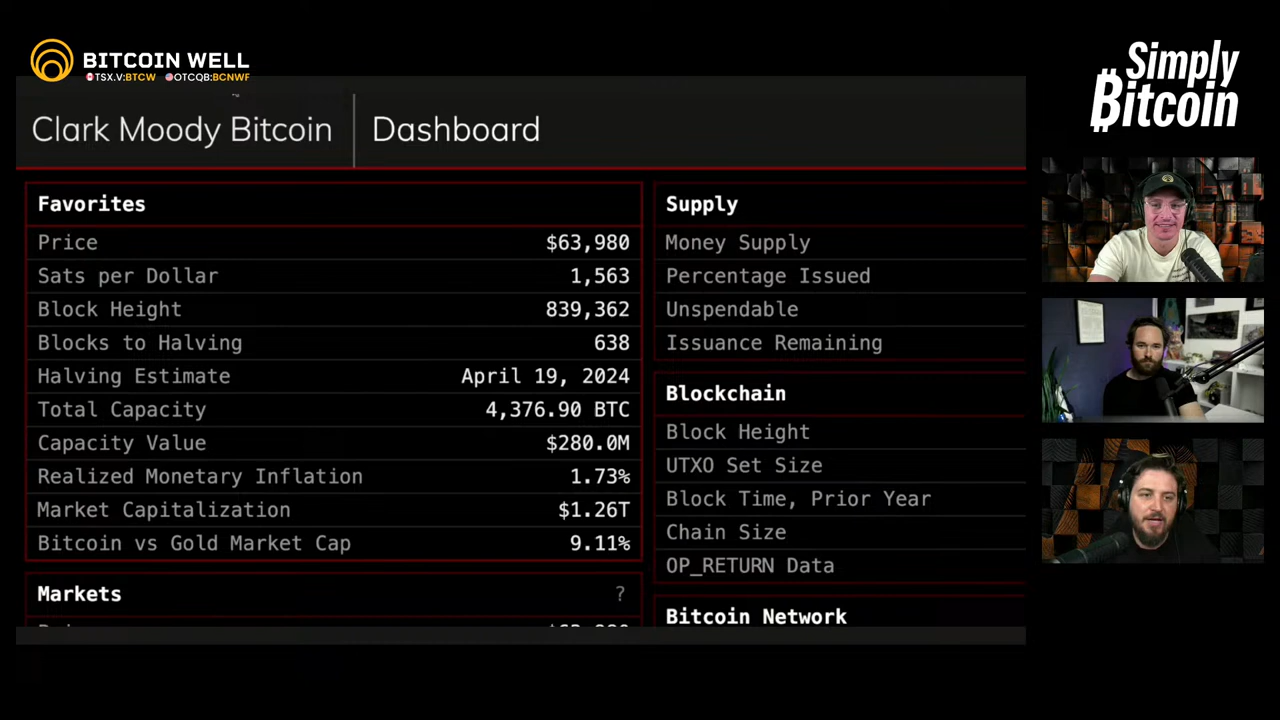 BITCOIN WELL
TSX.V:BTCW OTCQB:BCNWF
Simply
Bitcoin
Clark Moody Bitcoin Dashboard
Favorites
Price $63,980
Sats per Dollar 1,563
Block Height 839,362
Blocks to Halving 638
Halving Estimate April 19, 2024
Total Capacity 4,376.90 BTC
Capacity Value $280.0M
Realized Monetary Inflation 1.73%
Market Capitalization $1.26T
Bitcoin vs Gold Market Cap 9.11%
Markets ?
Supply
Money Supply
Percentage Issued
Unspendable
Issuance Remaining
Blockchain
Block Height
UTXO Set Size
Block Time, Prior Year
Chain Size
OP_RETURN Data
Bitcoin Network